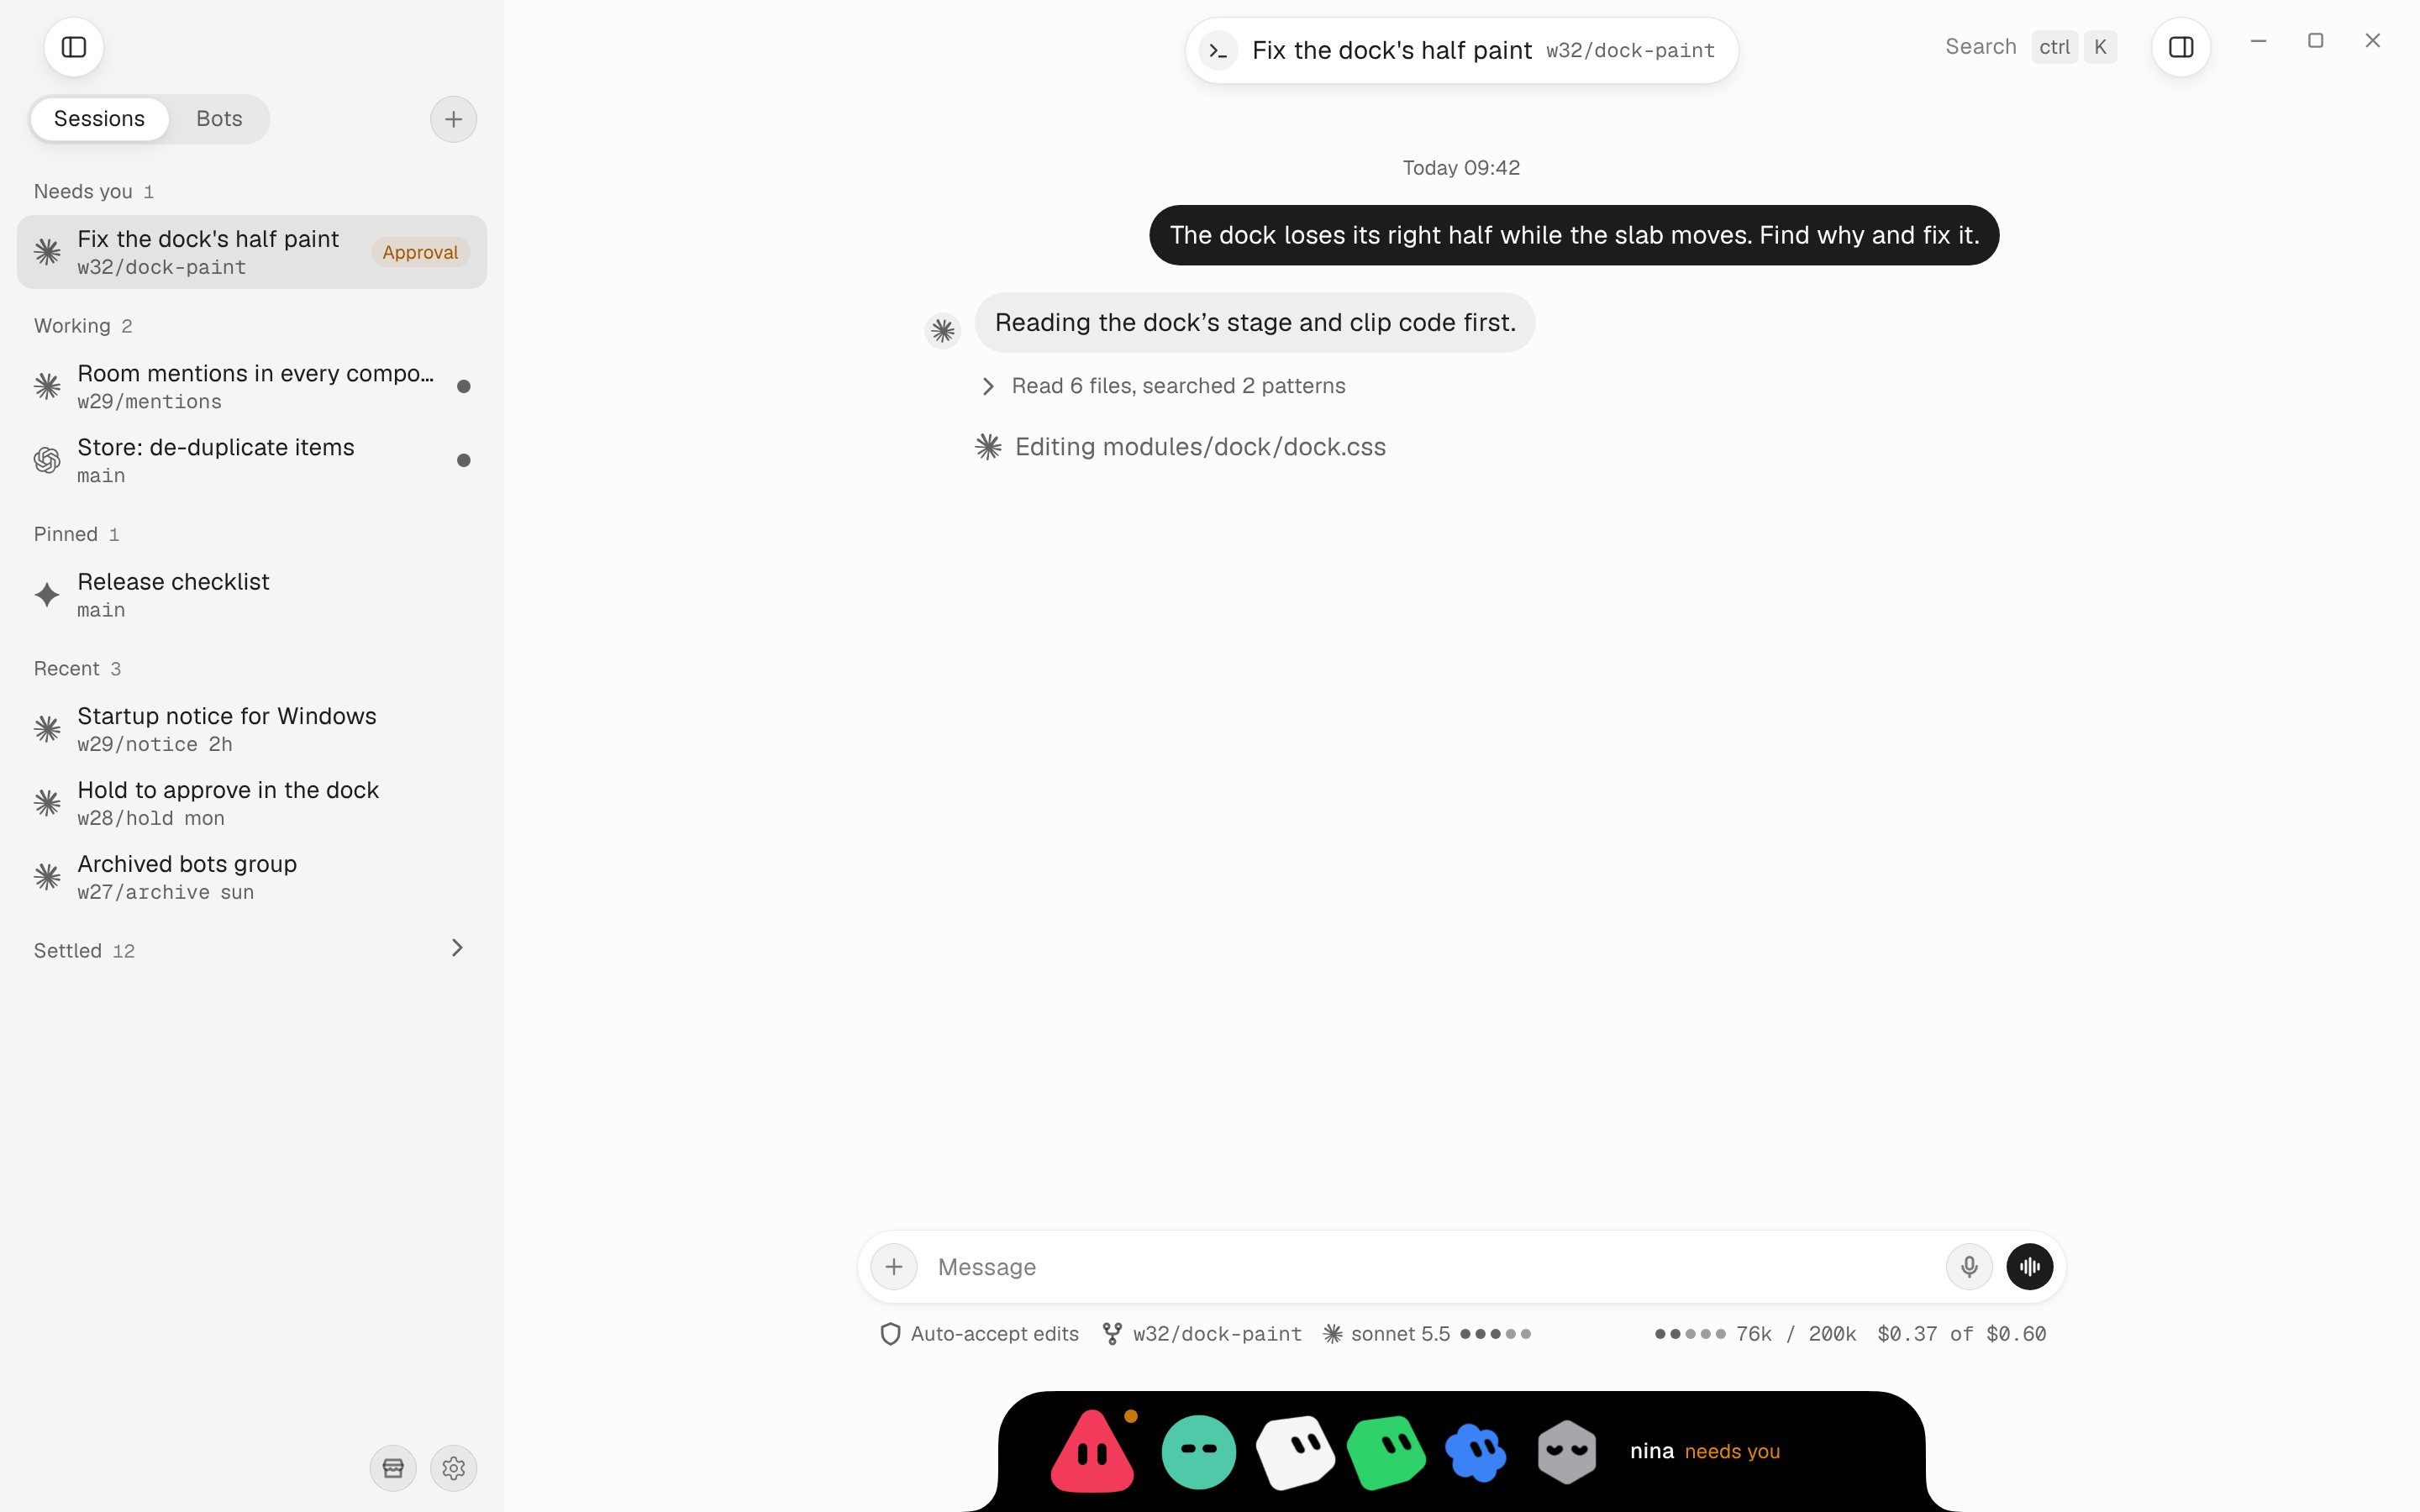 Fix the dock's half paint w32/dock-paint
Search ctrl K
Sessions Bots
Needs you 1
Fix the dock's half paint
w32/dock-paint
Approval
Working 2
Room mentions in every compo…
w29/mentions
Store: de-duplicate items
main
Pinned 1
Release checklist
main
Recent 3
Startup notice for Windows
w29/notice 2h
Hold to approve in the dock
w28/hold mon
Archived bots group
w27/archive sun
Settled 12
Today 09:42
The dock loses its right half while the slab moves. Find why and fix it.
Reading the dock’s stage and clip code first.
Read 6 files, searched 2 patterns
Editing modules/dock/dock.css
Message
Auto-accept edits w32/dock-paint sonnet 5.5 76k / 200k $0.37 of $0.60
nina needs you